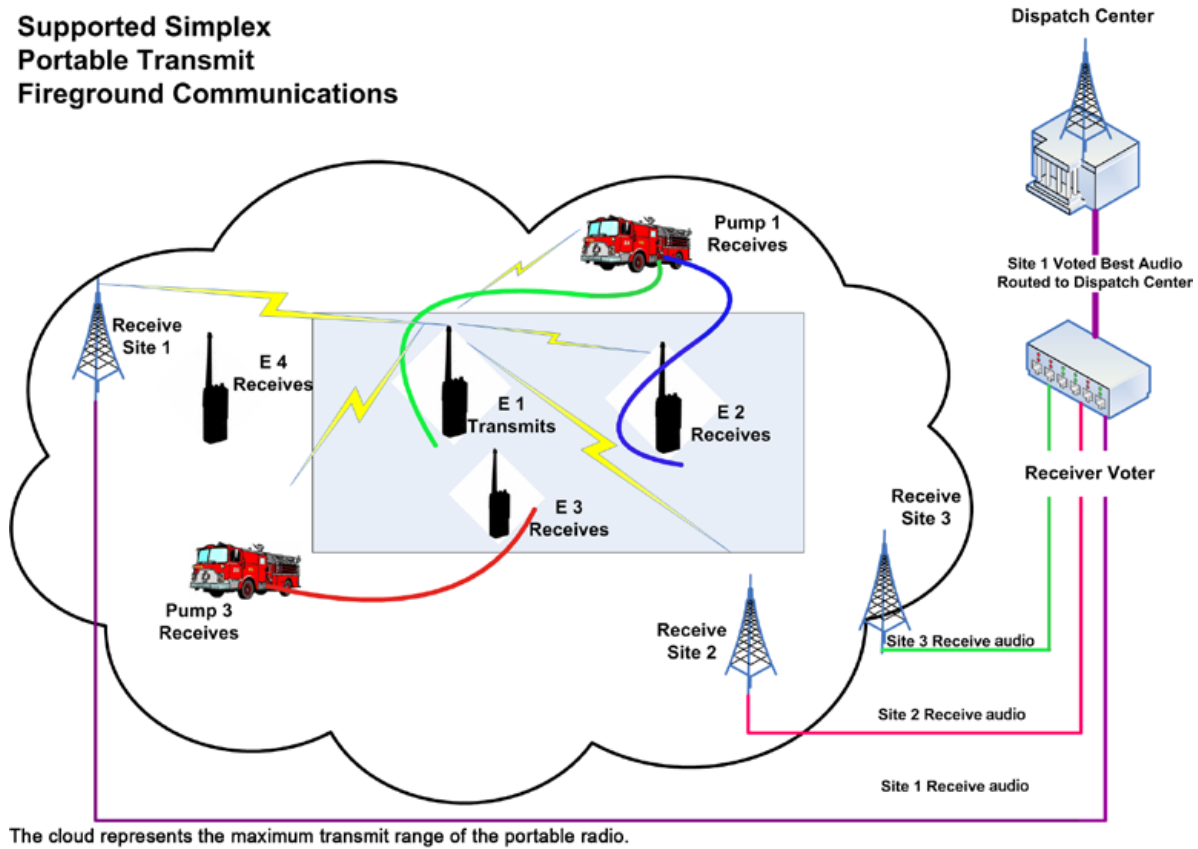 Supported Simplex
Portable Transmit
Fireground Communications
Dispatch Center
Pump 1
Receives
Site 1 Voted Best Audio
Routed to Dispatch Center
Receive
Site 1
E 4
Receives
E 1
Transmits
E 2
Receives
Receiver Voter
E 3
Receives
Receive
Site 3
Pump 3
Receives
Receive
Site 2
Site 3 Receive audio
Site 2 Receive audio
Site 1 Receive audio
The cloud represents the maximum transmit range of the portable radio.